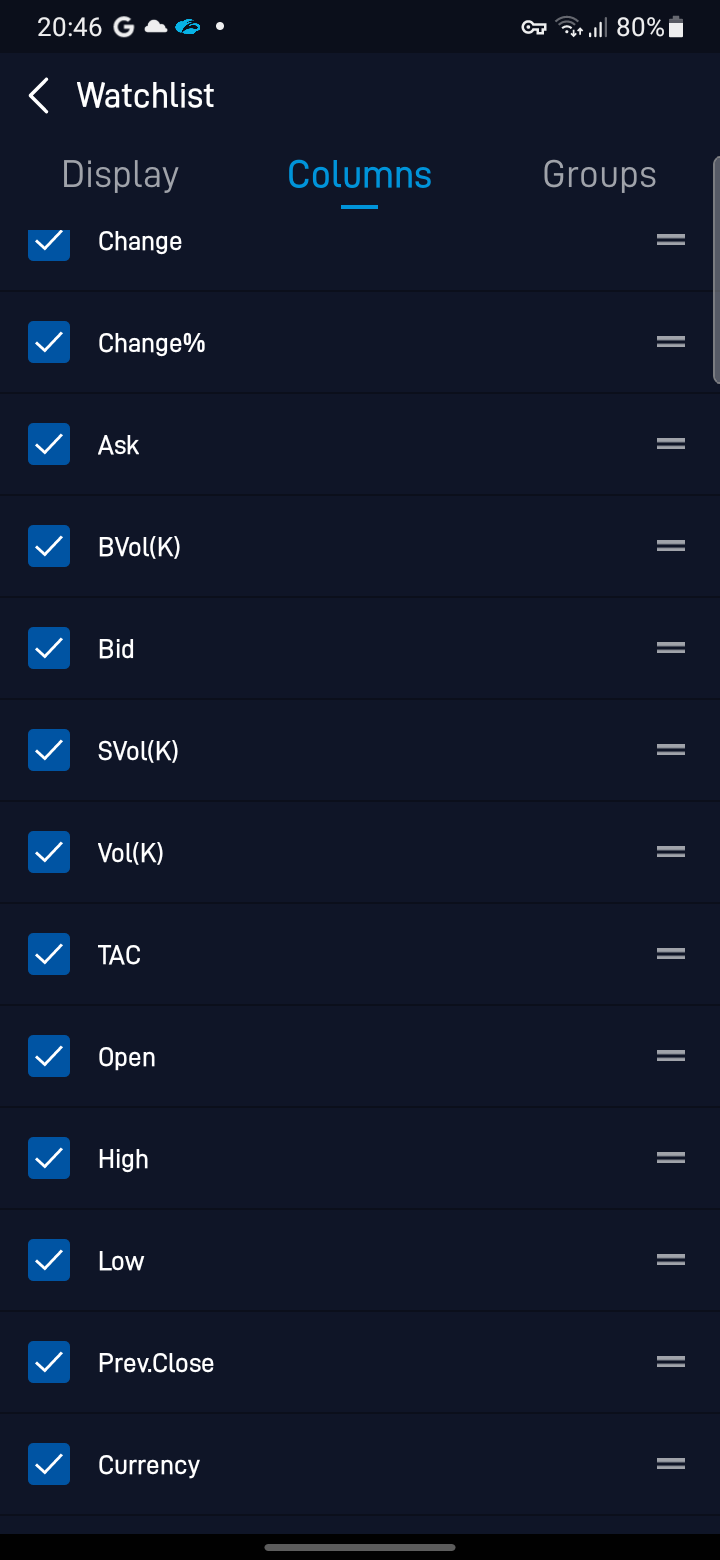 20:46 G 80%
Watchlist
Display Columns Groups
Change
Change%
Ask
BVol(K)
Bid
SVol(K)
Vol(K)
TAC
Open
High
Low
Prev.Close
Currency